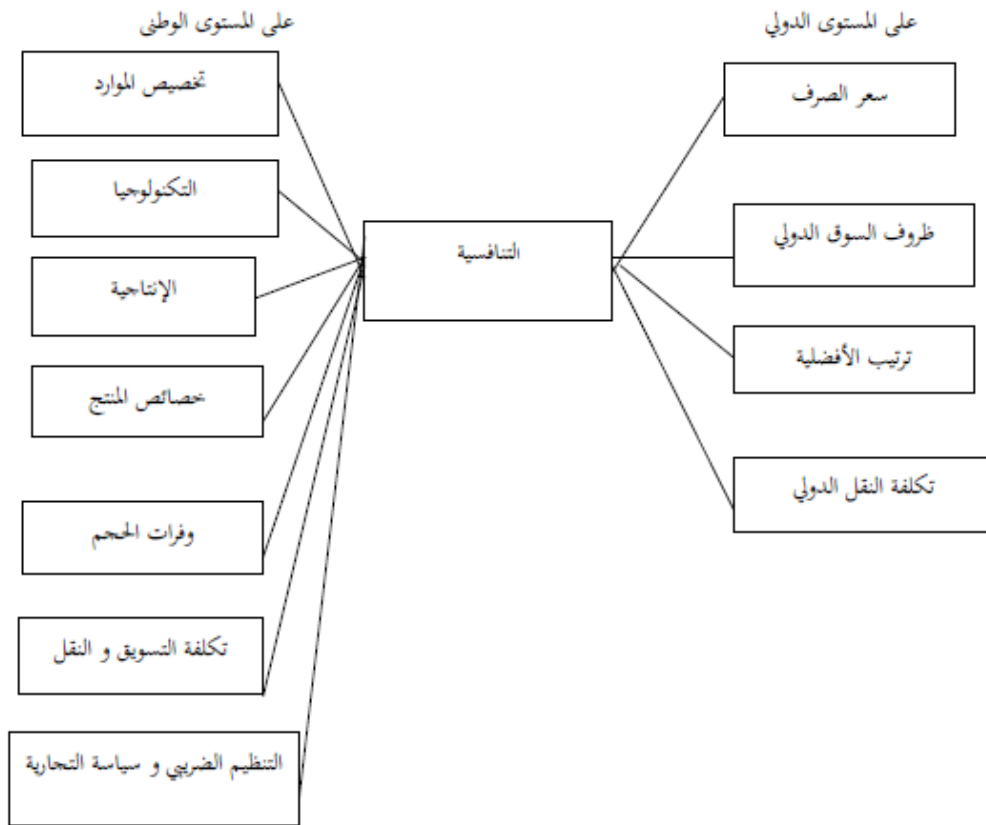 على المستوى الدولي
على المستوى الوطنى
سعر الصرف
ظروف السوق الدولي
ترتيب الأفضلية
تكلفة النقل الدولي
التنافسية
تخصيص الموارد
التكنولوجيا
الإنتاجية
خصائص المنتج
وفرات الحجم
تكلفة التسويق و النقل
التنظيم الضريبي و سياسة التجارية